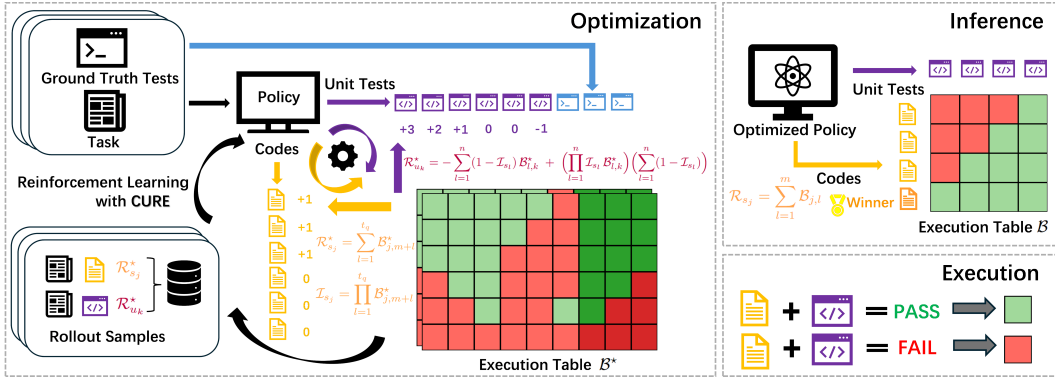 Optimization
Ground Truth Tests
Task
Policy
Unit Tests
+3 +2 +1 0 0 -1
Codes
$\mathcal{R}^{\star}_{u_k} = -\sum_{l=1}^{n}(1-\mathcal{I}_{s_l})\mathcal{B}^{\star}_{l,k} + \left(\prod_{l=1}^{n}\mathcal{I}_{s_l}\mathcal{B}^{\star}_{l,k}\right)\left(\sum_{l=1}^{n}(1-\mathcal{I}_{s_l})\right)$
Reinforcement Learning
with CURE
+1
+1
+1
0
0
0
$\mathcal{R}^{\star}_{s_j} = \sum_{l=1}^{t_q}\mathcal{B}^{\star}_{j,m+l}$
$\mathcal{I}_{s_j} = \prod_{l=1}^{t_q}\mathcal{B}^{\star}_{j,m+l}$
$\mathcal{R}^{\star}_{s_j}$
$\mathcal{R}^{\star}_{u_k}$
Rollout Samples
Execution Table $\mathcal{B}^{\star}$
Inference
Unit Tests
Optimized Policy
Codes
$\mathcal{R}_{s_j} = \sum_{l=1}^{m}\mathcal{B}_{j,l}$
Winner
Execution Table $\mathcal{B}$
Execution
+ = PASS
+ = FAIL